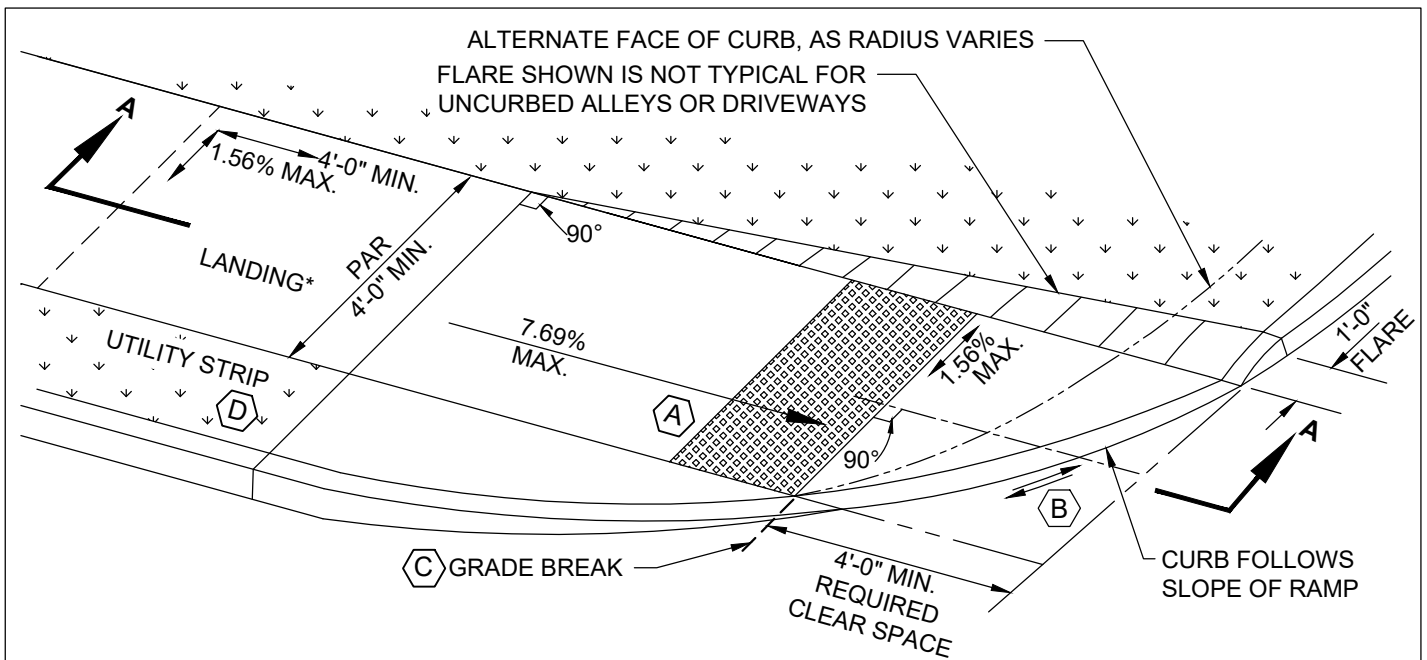 ALTERNATE FACE OF CURB, AS RADIUS VARIES
FLARE SHOWN IS NOT TYPICAL FOR
UNCURBED ALLEYS OR DRIVEWAYS
A
1.56% MAX.
4'-0" MIN.
90°
PAR
4'-0" MIN.
LANDING*
7.69%
MAX.
1.56%
MAX.
1'-0"
FLARE
UTILITY STRIP
D
A
90°
A
B
C
GRADE BREAK
4'-0" MIN.
REQUIRED
CLEAR SPACE
CURB FOLLOWS
SLOPE OF RAMP